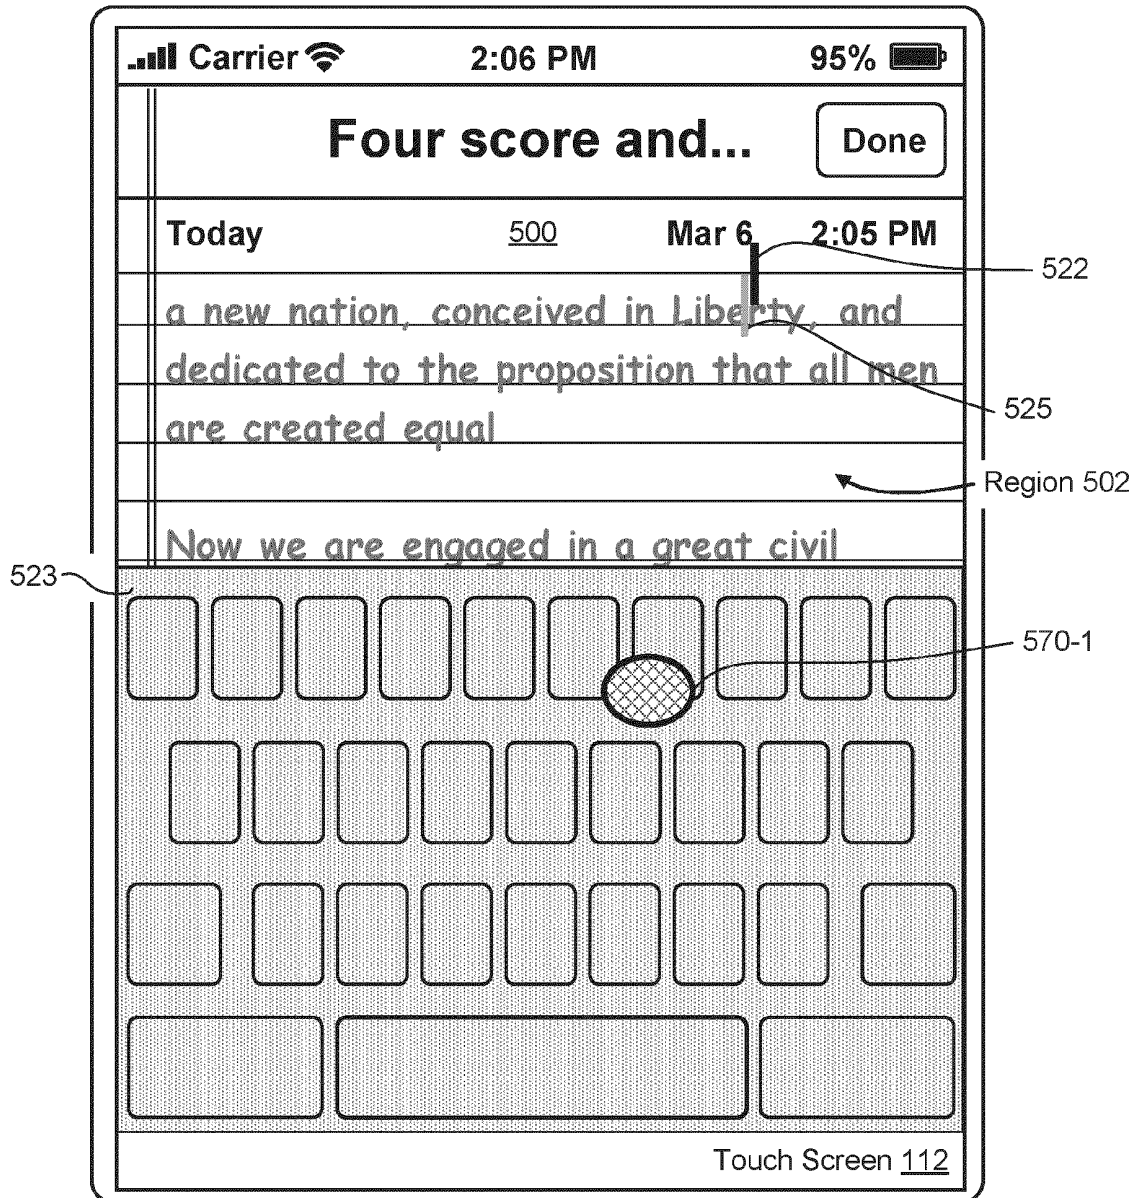 Carrier 2:06 PM 95%
Four score and... Done
Today 500 Mar 6 2:05 PM
522
a new nation, conceived in Liberty, and
dedicated to the proposition that all men
525
are created equal
Region 502
Now we are engaged in a great civil
523
570-1
Touch Screen 112